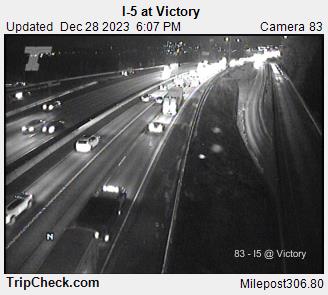 I-5 at Victory
Updated  Dec 28 2023  6:07 PM
Camera 83
T
N
83 - I5 @ Victory
TripCheck.com
Milepost306.80